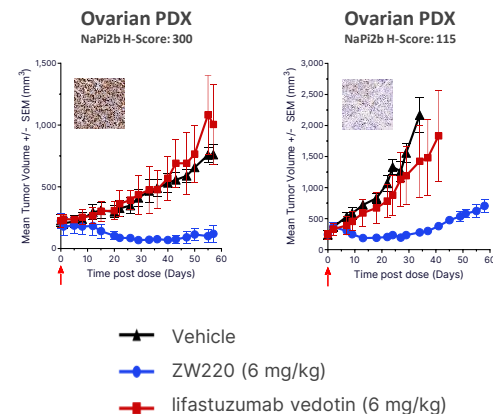 Ovarian PDX
NaPi2b H-Score: 300
Mean Tumor Volume +/- SEM (mm3)
1,500
1,000
500
0
0 10 20 30 40 50 60
Time post dose (Days)
Ovarian PDX
NaPi2b H-Score: 115
Mean Tumor Volume +/- SEM (mm3)
3,000
2,500
2,000
1,500
1,000
500
0
0 10 20 30 40 50 60
Time post dose (Days)
Vehicle
ZW220 (6 mg/kg)
lifastuzumab vedotin (6 mg/kg)